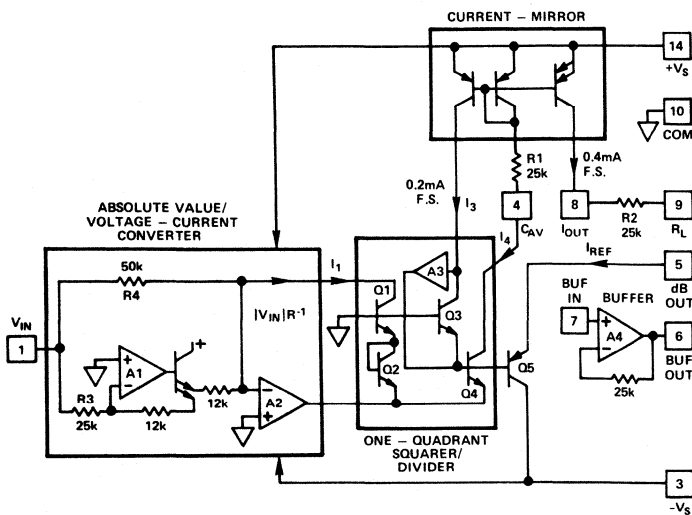 CURRENT – MIRROR
14
+VS
10
COM
R1
25k
0.2mA
F.S.
0.4mA
F.S.
I3
4
CAV
8
IOUT
R2
25k
9
RL
ABSOLUTE VALUE/
VOLTAGE – CURRENT
CONVERTER
I4
IREF
5
dB
OUT
50k
R4
I1
A3
Q1
|VIN|R-1
Q3
BUF
IN
BUFFER
7
+
–
A4
6
BUF
OUT
25k
VIN
1
+
+
–
A1
Q2
Q4
Q5
R3
25k
12k
12k
–
+
A2
ONE – QUADRANT
SQUARER/
DIVIDER
3
-VS